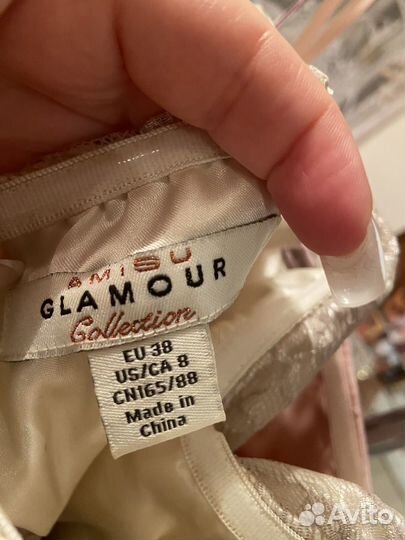 AMISU
GLAMOUR
Collection
EU 38
US/CA 8
CN165/88
Made in
China
Avito